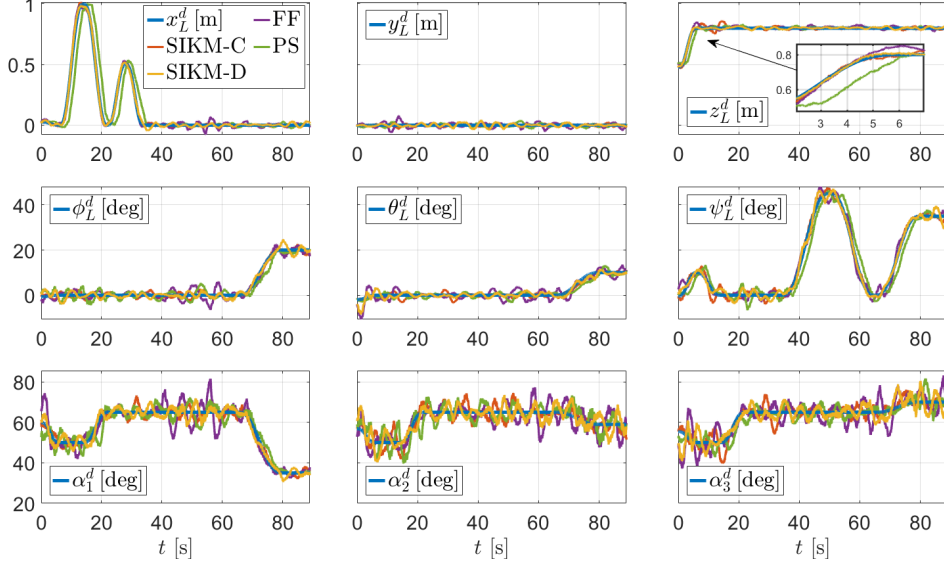 1
0.5
0
x_L^d [m]
SIKM-C
SIKM-D
FF
PS
0 20 40 60 80
y_L^d [m]
0 20 40 60 80
0.8
0.6
3 4 5 6
z_L^d [m]
0 20 40 60 80
40
20
0
ϕ_L^d [deg]
0 20 40 60 80
θ_L^d [deg]
0 20 40 60 80
ψ_L^d [deg]
0 20 40 60 80
80
60
40
20
α_1^d [deg]
0 20 40 60 80
t [s]
α_2^d [deg]
0 20 40 60 80
t [s]
α_3^d [deg]
0 20 40 60 80
t [s]